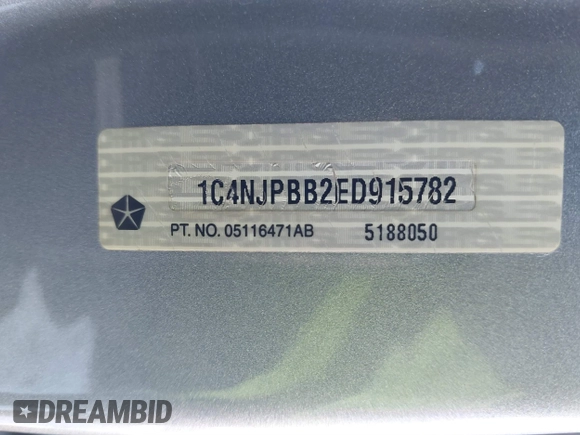 1C4NJPBB2ED915782
PT. NO. 05116471AB 5188050
DREAMBID